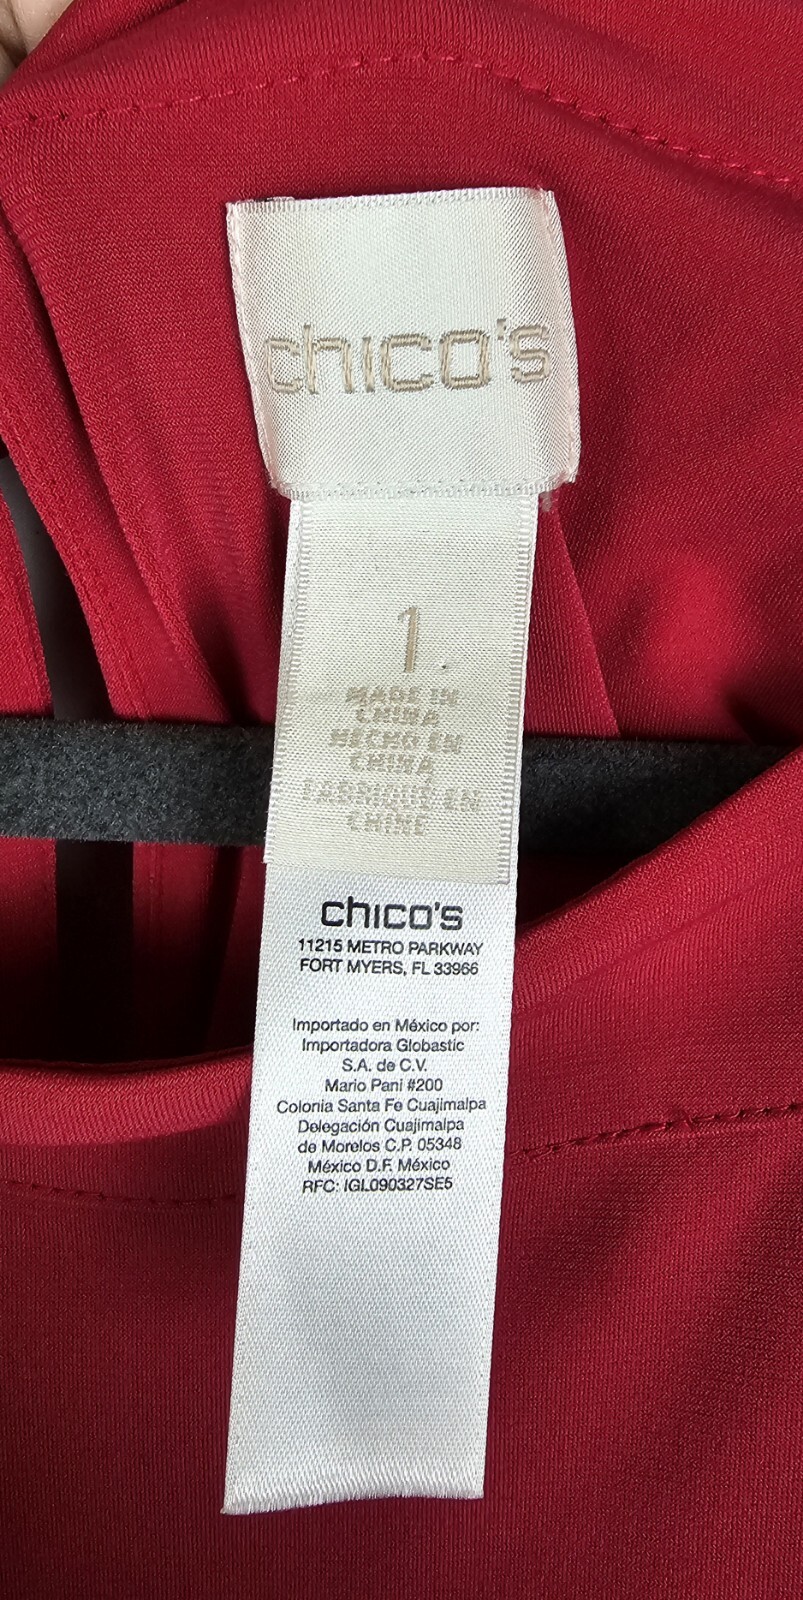 chico's
1
MADE IN
CHINA
HECHO EN
CHINA
FABRIQUE EN
CHINE
chico's
11215 METRO PARKWAY
FORT MYERS, FL 33966
Importado en México por:
Importadora Globastic
S.A. de C.V.
Mario Pani #200
Colonia Santa Fe Cuajimalpa
Delegación Cuajimalpa
de Morelos C.P. 05348
México D.F. México
RFC: IGL090327SE5